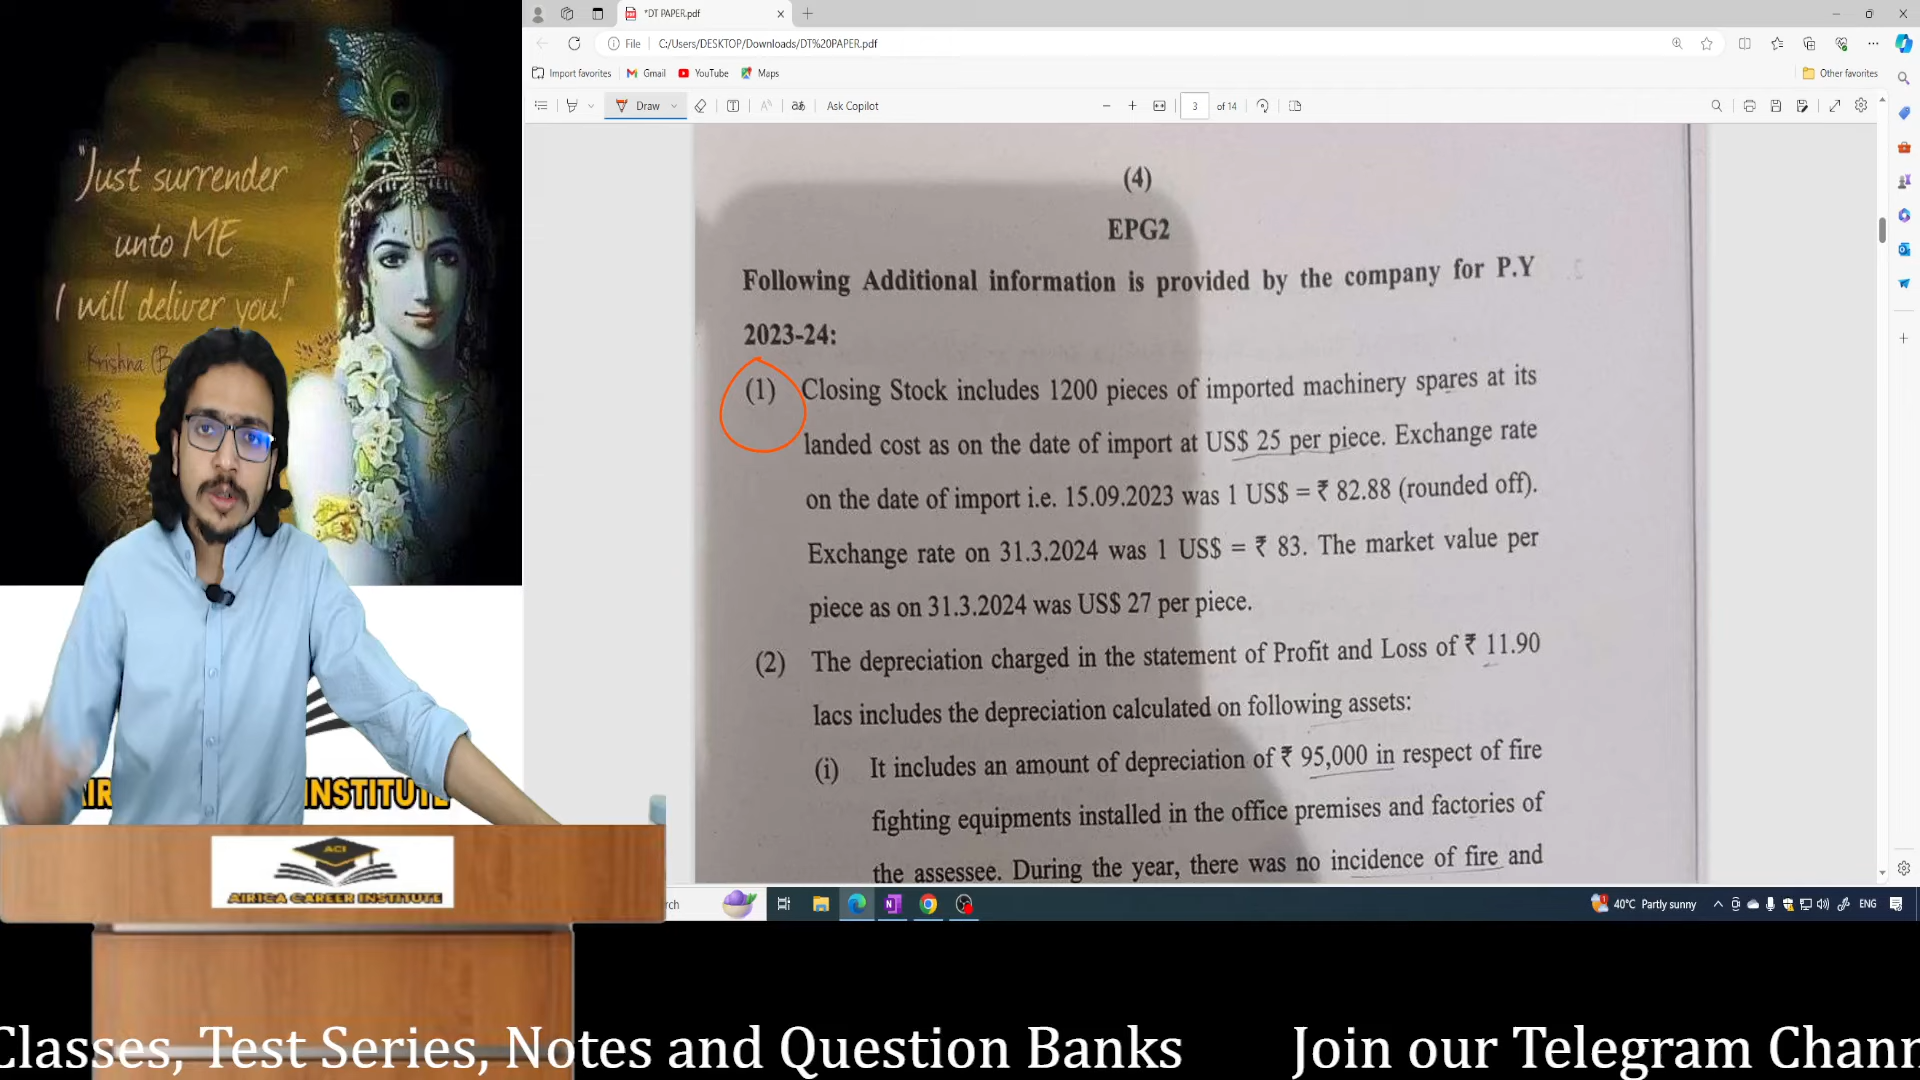 "Just surrender
unto ME
I will deliver you!"
Krishna (B
AIR INSTITUTE
ACI
AIRICA CAREER INSTITUTE
*DT PAPER.pdf
File C:/Users/DESKTOP/Downloads/DT%20PAPER.pdf
Import favorites Gmail YouTube Maps Other favorites
Draw Ask Copilot 3 of 14
(4)
EPG2
Following Additional information is provided by the company for P.Y
2023-24:
(1) Closing Stock includes 1200 pieces of imported machinery spares at its
landed cost as on the date of import at US$ 25 per piece. Exchange rate
on the date of import i.e. 15.09.2023 was 1 US$ = ₹ 82.88 (rounded off).
Exchange rate on 31.3.2024 was 1 US$ = ₹ 83. The market value per
piece as on 31.3.2024 was US$ 27 per piece.
(2) The depreciation charged in the statement of Profit and Loss of ₹ 11.90
lacs includes the depreciation calculated on following assets:
(i) It includes an amount of depreciation of ₹ 95,000 in respect of fire
fighting equipments installed in the office premises and factories of
the assessee. During the year, there was no incidence of fire and
rch 40°C Partly sunny ENG
Classes, Test Series, Notes and Question Banks Join our Telegram Chann